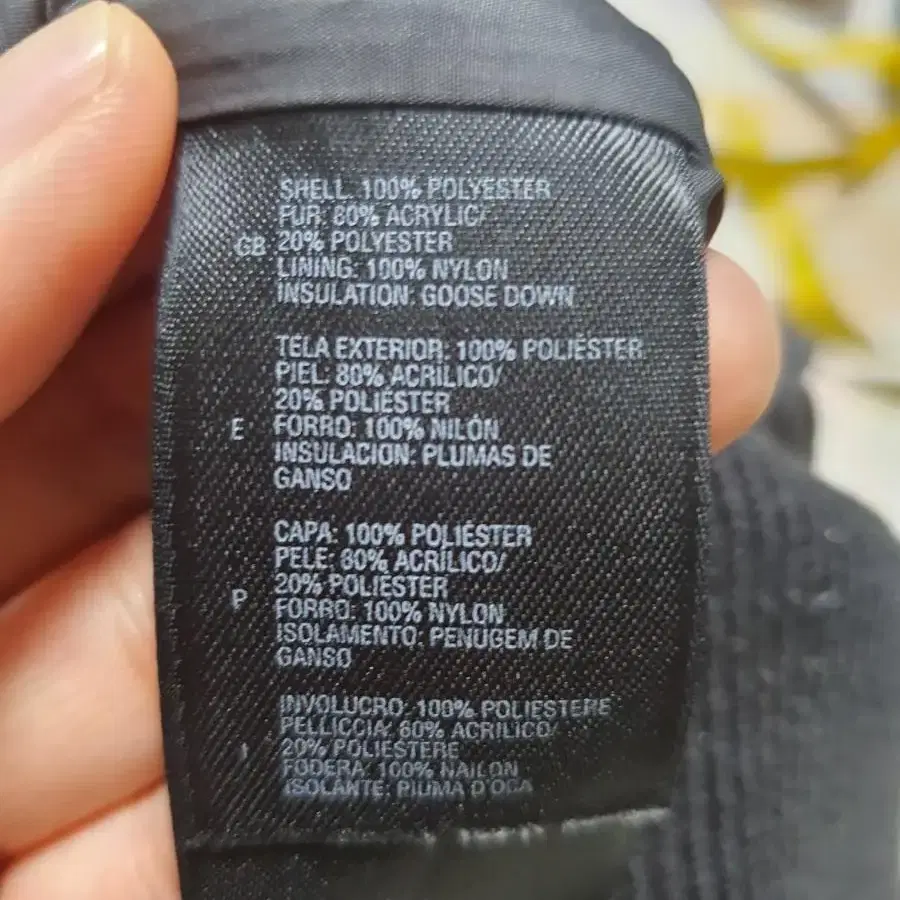 SHELL: 100% POLYESTER
FUR: 80% ACRYLIC/
GB 20% POLYESTER
LINING: 100% NYLON
INSULATION: GOOSE DOWN
TELA EXTERIOR: 100% POLIÉSTER
PIEL: 80% ACRÍLICO/
20% POLIÉSTER
E FORRO: 100% NILÓN
INSULACION: PLUMAS DE
GANSO
CAPA: 100% POLIÉSTER
PELE: 80% ACRÍLICO/
20% POLIÉSTER
P FORRO: 100% NYLON
ISOLAMENTO: PENUGEM DE
GANSO
INVOLUCRO: 100% POLIESTERE
PELLICCIA: 80% ACRILICO/
I 20% POLIESTERE
FODERA: 100% NAILON
ISOLANTE: PIUMA D'OCA